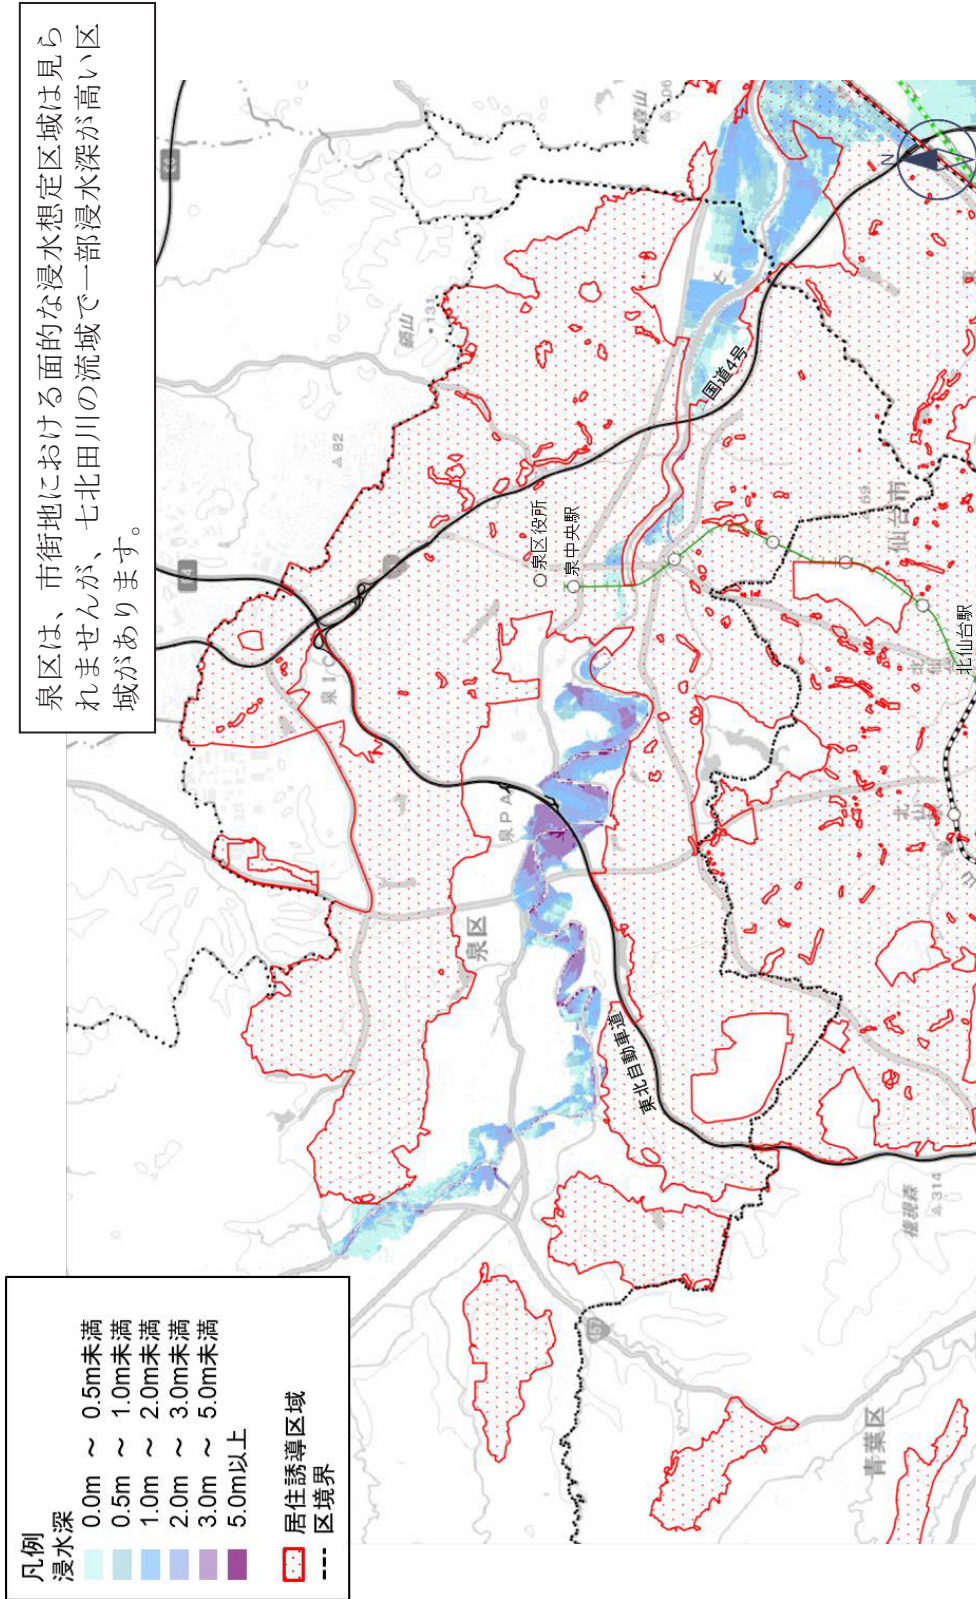 泉区は、市街地における面的な浸水想定区域は見ら
れませんが、七北田川の流域で一部浸水深が高い区
域があります。
凡例
浸水深
0.0m ～ 0.5m未満
0.5m ～ 1.0m未満
1.0m ～ 2.0m未満
2.0m ～ 3.0m未満
3.0m ～ 5.0m未満
5.0m以上
居住誘導区域
区境界
泉ＩＣ
泉ＰＡ
泉区
泉区役所
泉中央駅
国道4号
東北自動車道
仙台市
北仙台駅
青葉区
権現森
△314
△82
•131
457
N